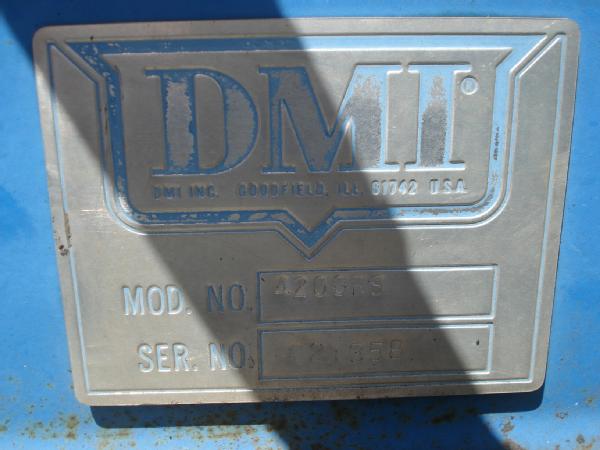 DMI®
DMI INC. GOODFIELD, ILL. 61742 U.S.A.
MOD. NO.
SER. NO.